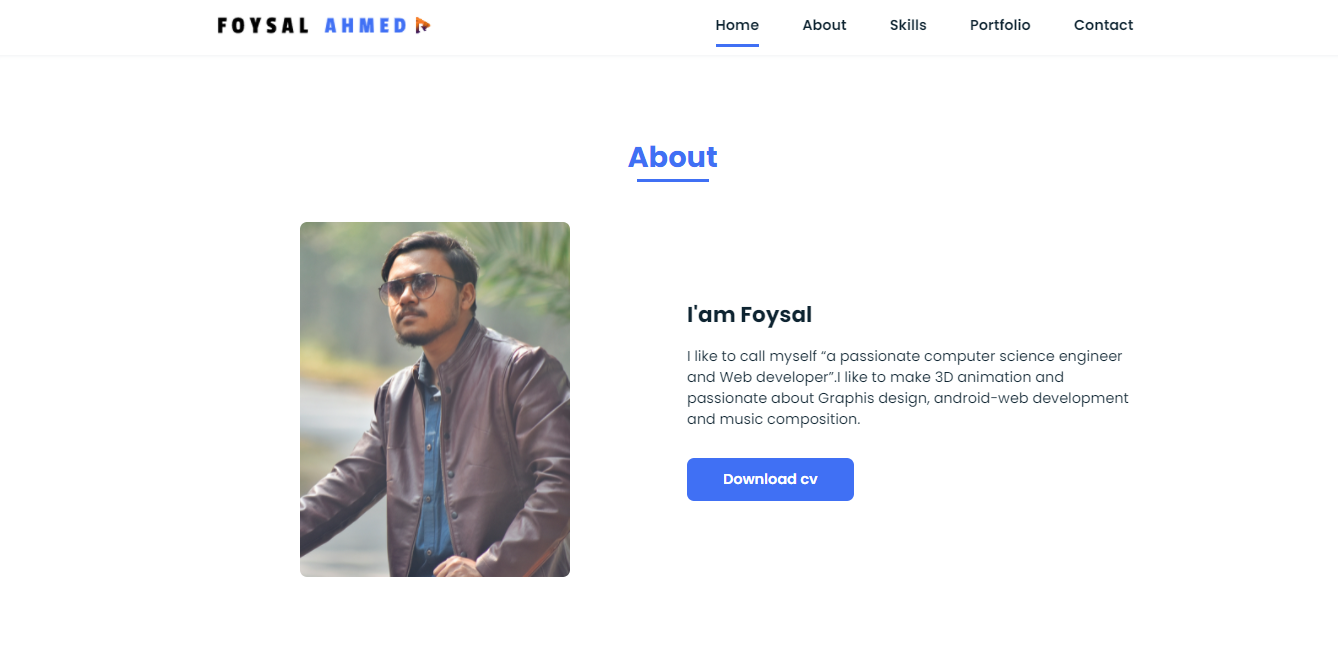 FOYSAL AHMED
Home About Skills Portfolio Contact
About
I'am Foysal
I like to call myself “a passionate computer science engineer
and Web developer”.I like to make 3D animation and
passionate about Graphis design, android-web development
and music composition.
Download cv